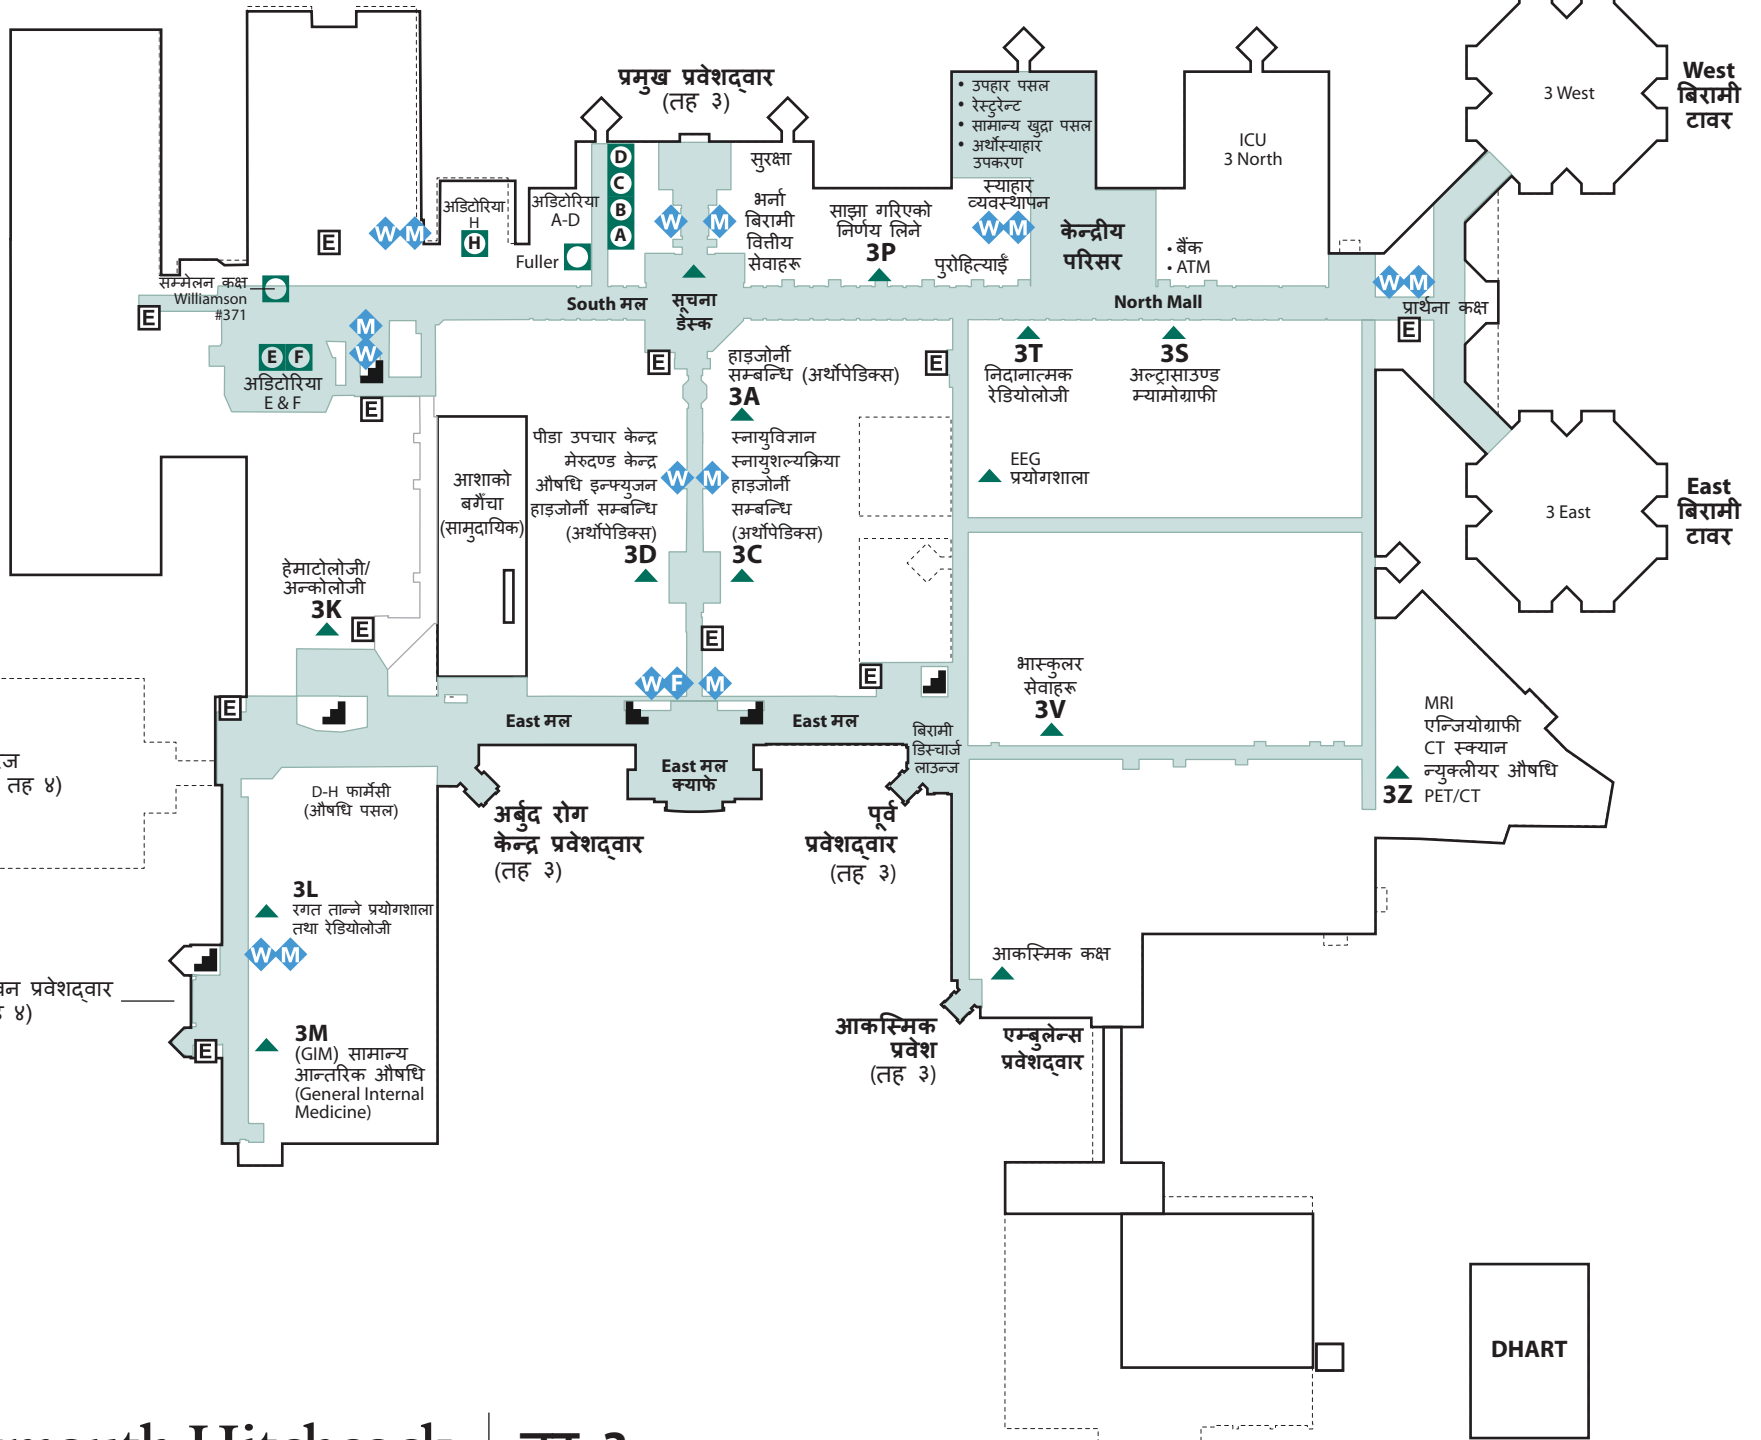 प्रमुख प्रवेशद्वार
(तह ३)
• उपहार पसल
• रेस्टुरेन्ट
• सामान्य खुद्रा पसल
• अर्थोस्याहार
उपकरण
स्याहार
व्यवस्थापन
W M
ICU
3 North
3 West
West
बिरामी
टावर
D
C
B
A
सुरक्षा
भर्ना
बिरामी
वित्तीय
सेवाहरू
W M
अडिटोरिया
H
H
अडिटोरिया
A-D
Fuller
W M
E
साझा गरिएको
निर्णय लिने
3P
पुरोहित्याईँ
केन्द्रीय
परिसर
• बैंक
• ATM
सम्मेलन कक्ष
Williamson
#371
E
South मल
सूचना
डेस्क
North Mall
W M
प्रार्थना कक्ष
E
M
W
E F
अडिटोरिया
E & F
E
E
हाड़जोर्नी
सम्बन्धि (अर्थोपेडिक्स)
3A
E
3T
निदानात्मक
रेडियोलोजी
3S
अल्ट्रासाउण्ड
म्यामोग्राफी
पीडा उपचार केन्द्र
मेरुदण्ड केन्द्र
औषधि इन्फ्युजन
हाड़जोर्नी सम्बन्धि
(अर्थोपेडिक्स)
3D
W M
स्नायुविज्ञान
स्नायुशल्यक्रिया
हाड़जोर्नी
सम्बन्धि
(अर्थोपेडिक्स)
3C
EEG
प्रयोगशाला
आशाको
बगैँचा
(सामुदायिक)
3 East
East
बिरामी
टावर
हेमाटोलोजी/
अन्कोलोजी
3K
E
E
W F M
E
E
भास्कुलर
सेवाहरू
3V
East मल
East मल
बिरामी
डिस्चार्ज
लाउन्ज
East मल
क्याफे
MRI
एन्जियोग्राफी
CT स्क्यान
न्युक्लीयर औषधि
3Z PET/CT
तह ४)
D-H फार्मेसी
(औषधि पसल)
अर्बुद रोग
केन्द्र प्रवेशद्वार
(तह ३)
पूर्व
प्रवेशद्वार
(तह ३)
3L
रगत तान्ने प्रयोगशाला
तथा रेडियोलोजी
W M
आकस्मिक कक्ष
प्रवेशद्वार
४)
E
3M
(GIM) सामान्य
आन्तरिक औषधि
(General Internal
Medicine)
आकस्मिक
प्रवेश
(तह ३)
एम्बुलेन्स
प्रवेशद्वार
DHART
Hitchcock